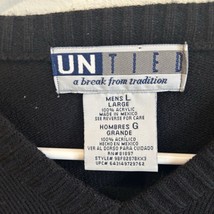 UNTIED
a break from tradition
MENS L
LARGE
100% ACRYLIC
MADE IN MEXICO
SEE REVERSE FOR CARE
HOMBRES G
GRANDE
100% ACRILICO
HECHO EN MEXICO
VER AL DORSO PARA CUIDADO